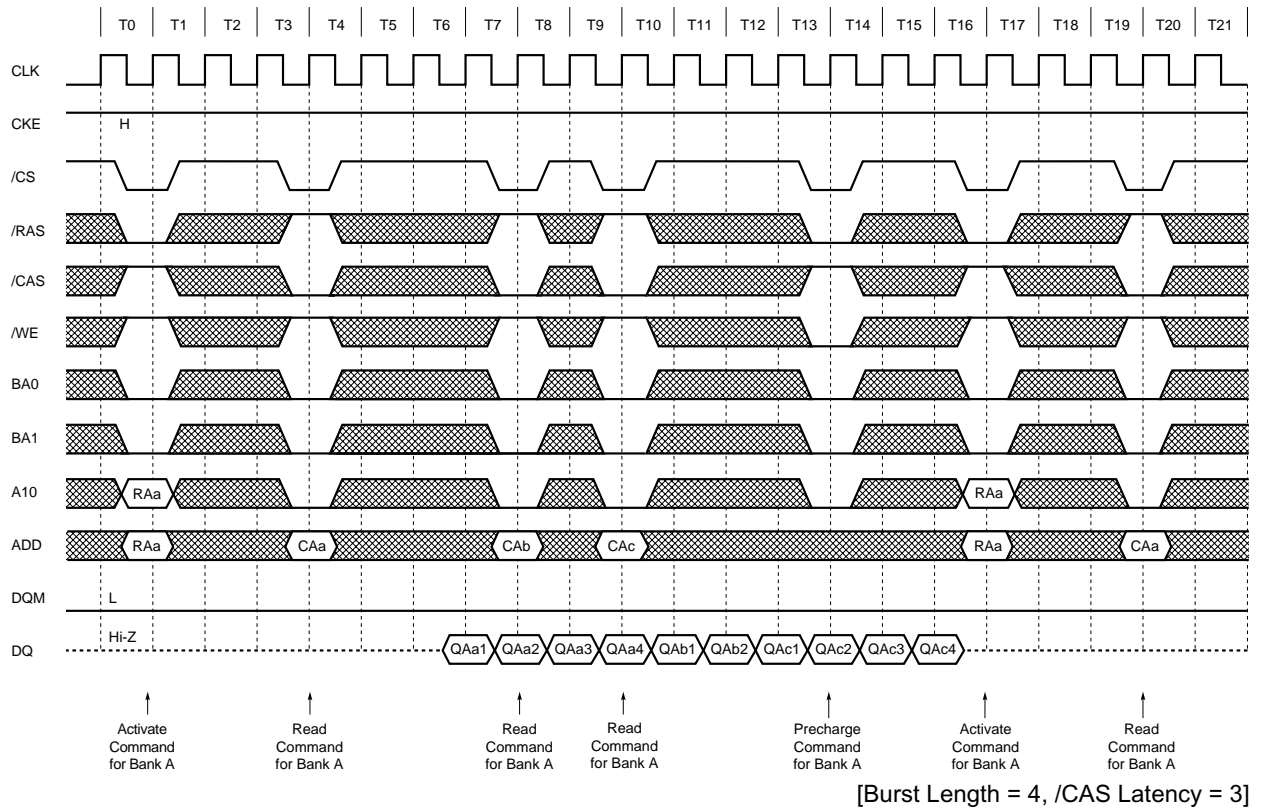 T0 T1 T2 T3 T4 T5 T6 T7 T8 T9 T10 T11 T12 T13 T14 T15 T16 T17 T18 T19 T20 T21
CLK
CKE H
/CS
/RAS
/CAS
/WE
BA0
BA1
A10 RAa RAa
ADD RAa CAa CAb CAc RAa CAa
DQM L
DQ Hi-Z QAa1 QAa2 QAa3 QAa4 QAb1 QAb2 QAc1 QAc2 QAc3 QAc4
Activate
Command
for Bank A
Read
Command
for Bank A
Read
Command
for Bank A
Read
Command
for Bank A
Precharge
Command
for Bank A
Activate
Command
for Bank A
Read
Command
for Bank A
[Burst Length = 4, /CAS Latency = 3]